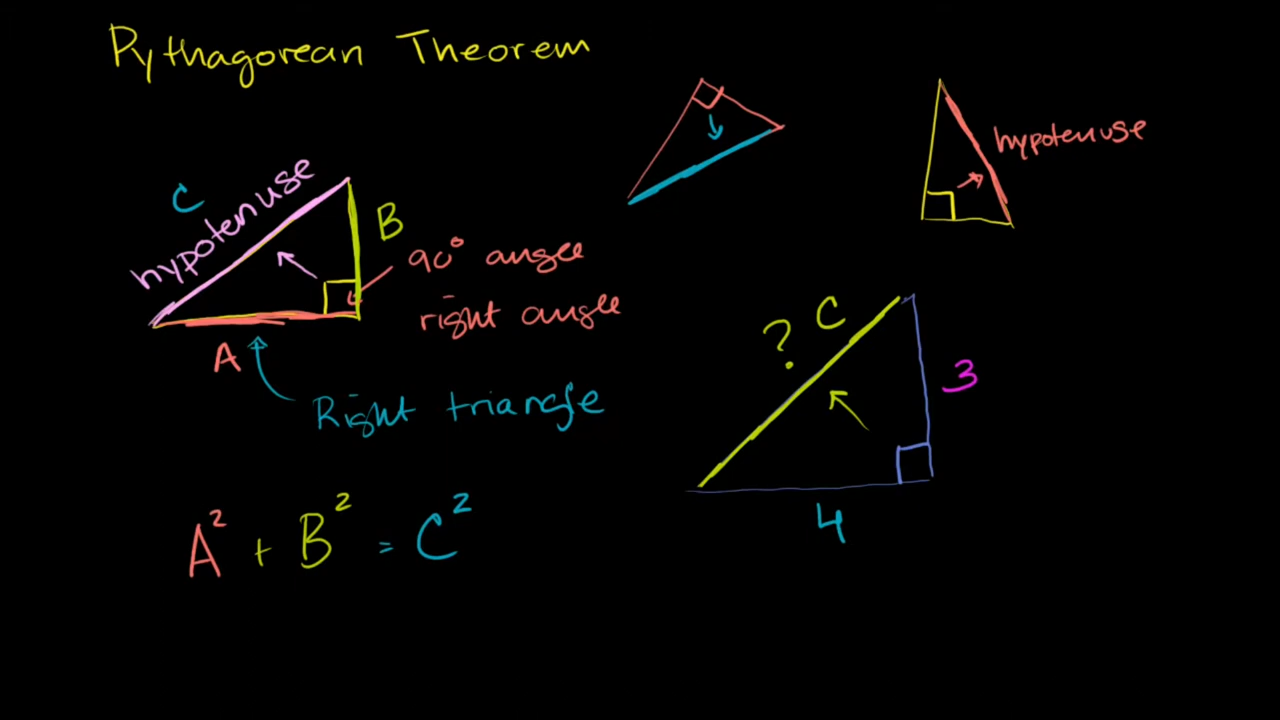 Pythagorean Theorem
C
hypotenuse
B
90° angle
right angle
A
Right triangle
A² + B² = C²
hypotenuse
? C
3
4